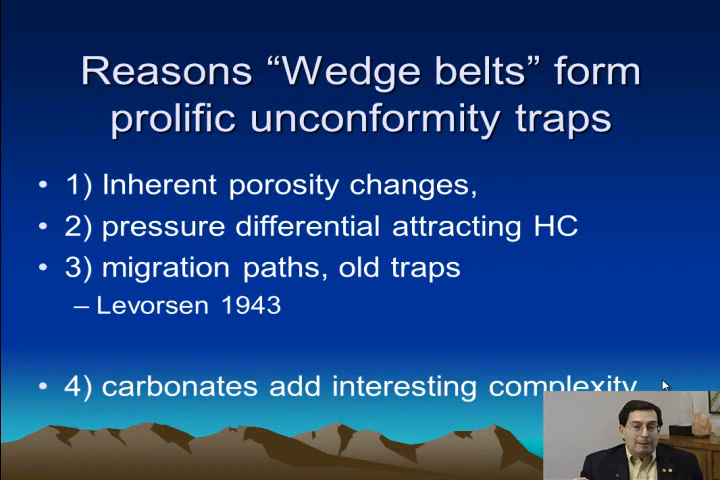 Reasons “Wedge belts” form
prolific unconformity traps
• 1) Inherent porosity changes,
• 2) pressure differential attracting HC
• 3) migration paths, old traps
– Levorsen 1943
• 4) carbonates add interesting complexity